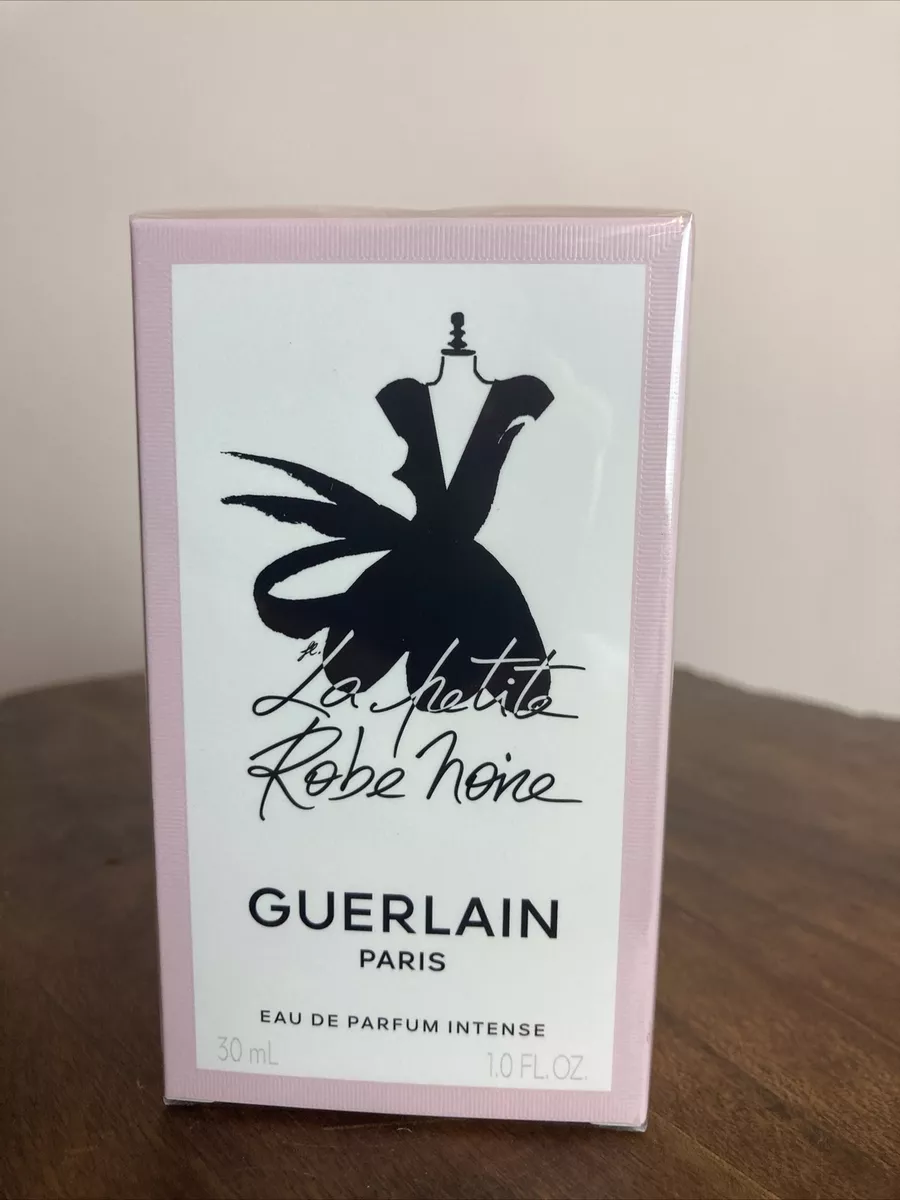 La petite
Robe Noire
GUERLAIN
PARIS
EAU DE PARFUM INTENSE
30 mL 1.0 FL.OZ.